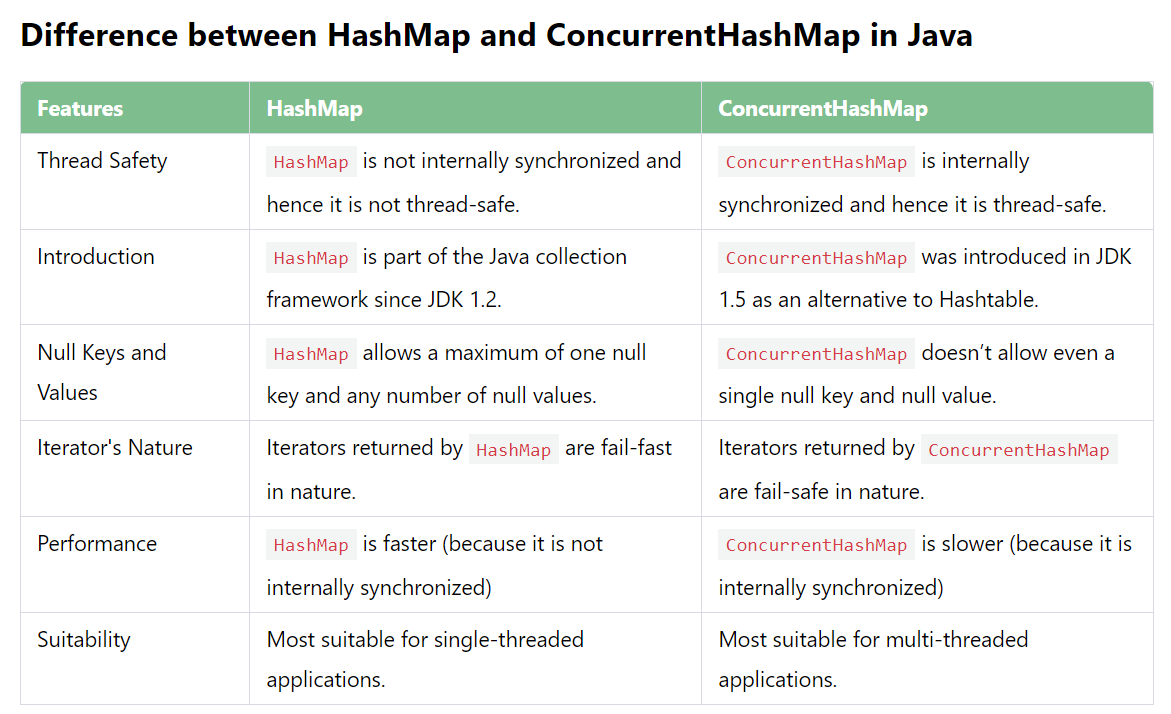 Difference between HashMap and ConcurrentHashMap in Java
Features HashMap ConcurrentHashMap
Thread Safety
HashMap is not internally synchronized and
hence it is not thread-safe.
ConcurrentHashMap is internally
synchronized and hence it is thread-safe.
Introduction
HashMap is part of the Java collection
framework since JDK 1.2.
ConcurrentHashMap was introduced in JDK
1.5 as an alternative to Hashtable.
Null Keys and
Values
HashMap allows a maximum of one null
key and any number of null values.
ConcurrentHashMap doesn’t allow even a
single null key and null value.
Iterator's Nature
Iterators returned by HashMap are fail-fast
in nature.
Iterators returned by ConcurrentHashMap
are fail-safe in nature.
Performance
HashMap is faster (because it is not
internally synchronized)
ConcurrentHashMap is slower (because it is
internally synchronized)
Suitability
Most suitable for single-threaded
applications.
Most suitable for multi-threaded
applications.